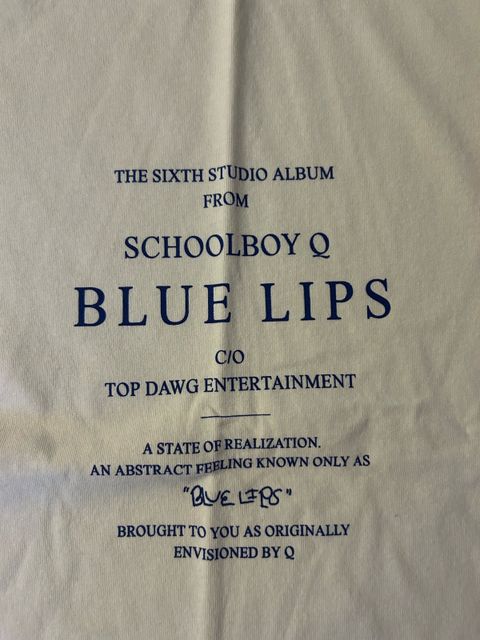 THE SIXTH STUDIO ALBUM
FROM
SCHOOLBOY Q
BLUE LIPS
C/O
TOP DAWG ENTERTAINMENT
A STATE OF REALIZATION.
AN ABSTRACT FEELING KNOWN ONLY AS
"BLUE LIPS"
BROUGHT TO YOU AS ORIGINALLY
ENVISIONED BY Q